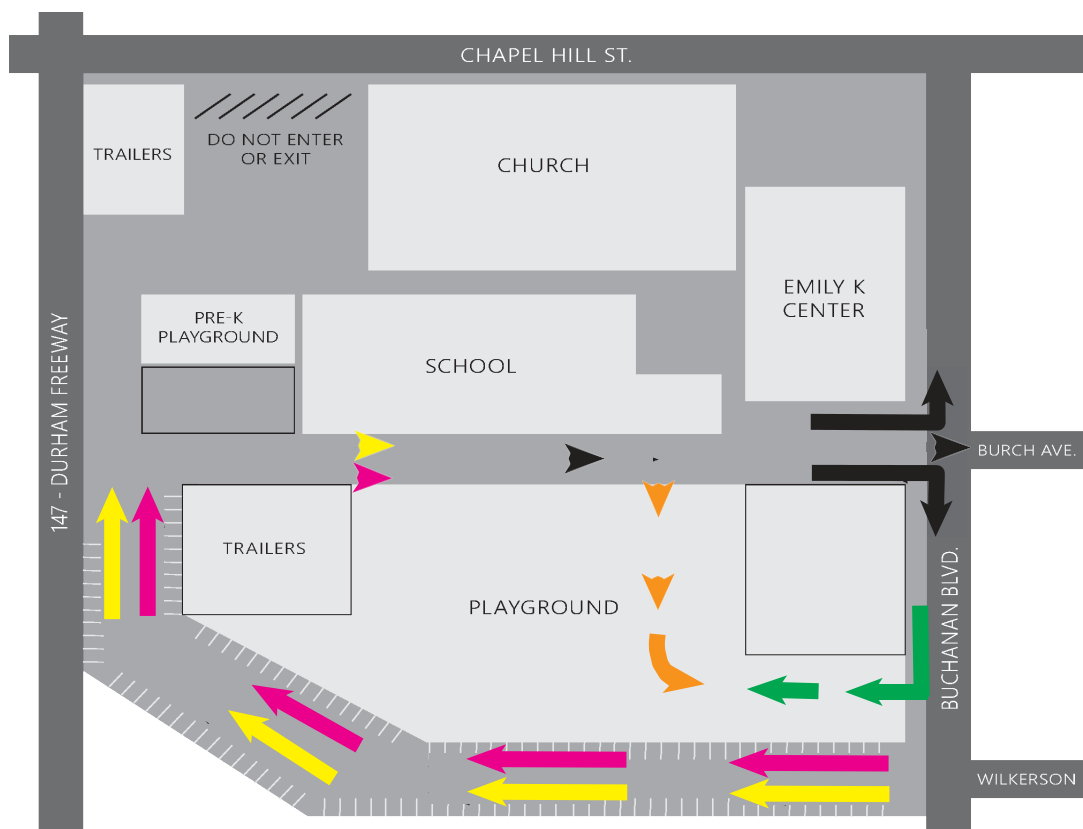 CHAPEL HILL ST.
TRAILERS
DO NOT ENTER
OR EXIT
CHURCH
EMILY K
CENTER
PRE-K
PLAYGROUND
SCHOOL
147 - DURHAM FREEWAY
BURCH AVE.
TRAILERS
PLAYGROUND
BUCHANAN BLVD.
WILKERSON